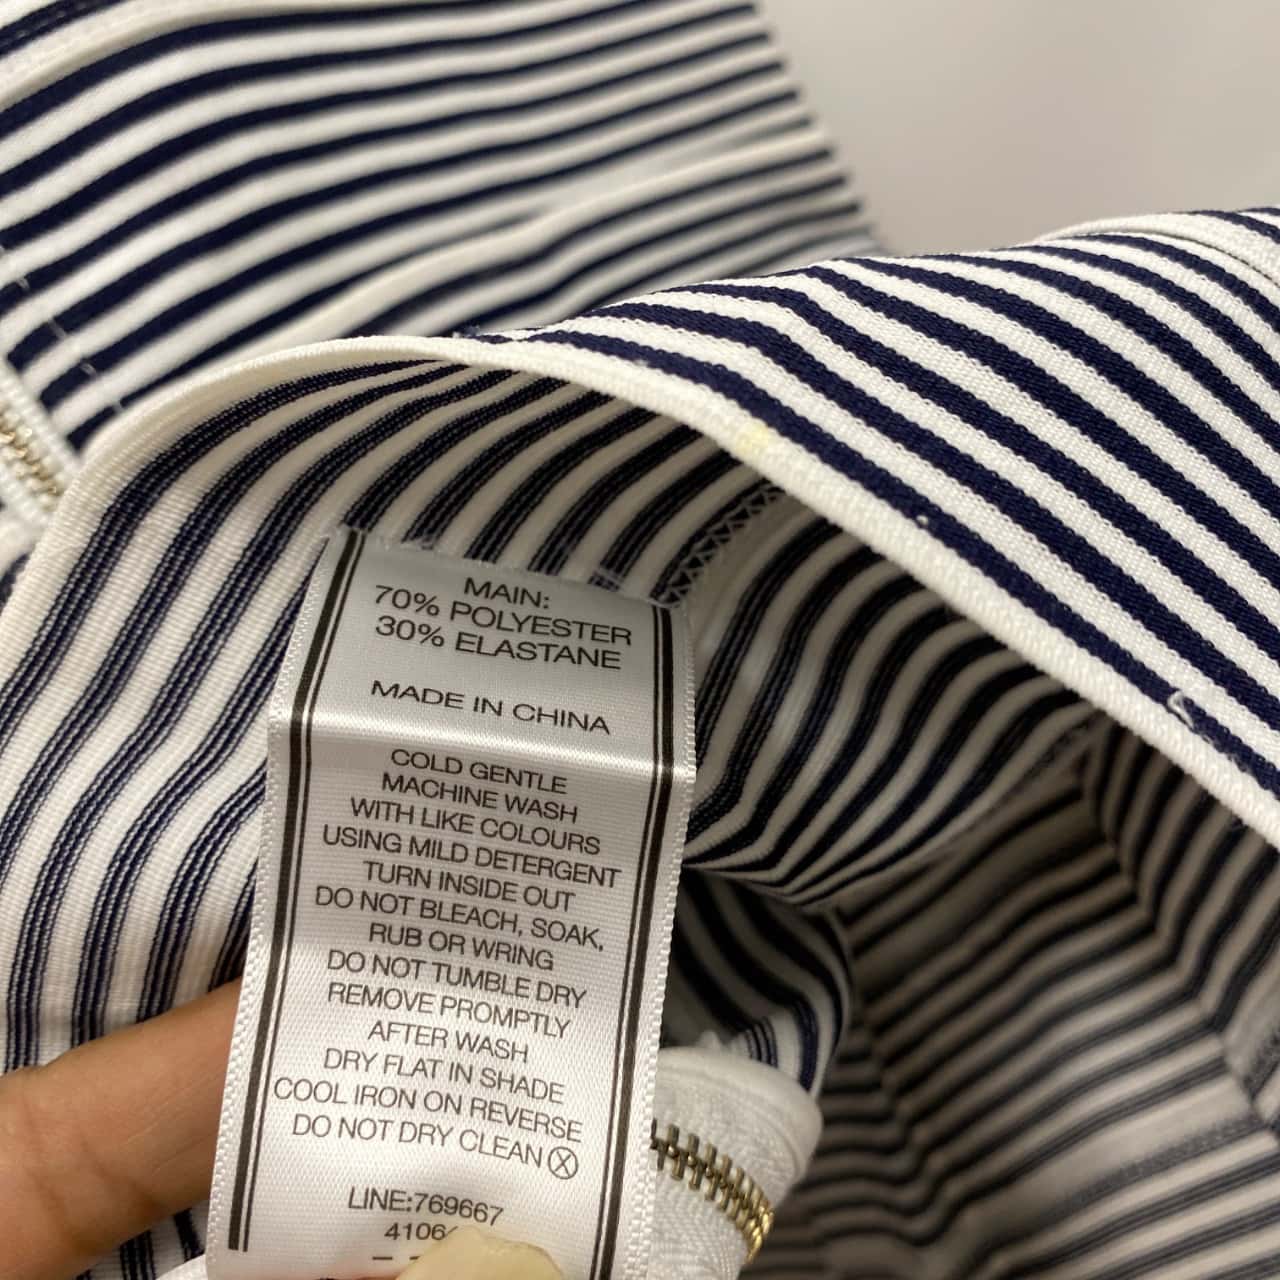 MAIN:
70% POLYESTER
30% ELASTANE
MADE IN CHINA
COLD GENTLE
MACHINE WASH
WITH LIKE COLOURS
USING MILD DETERGENT
TURN INSIDE OUT
DO NOT BLEACH, SOAK,
RUB OR WRING
DO NOT TUMBLE DRY
REMOVE PROMPTLY
AFTER WASH
DRY FLAT IN SHADE
COOL IRON ON REVERSE
DO NOT DRY CLEAN
LINE:769667